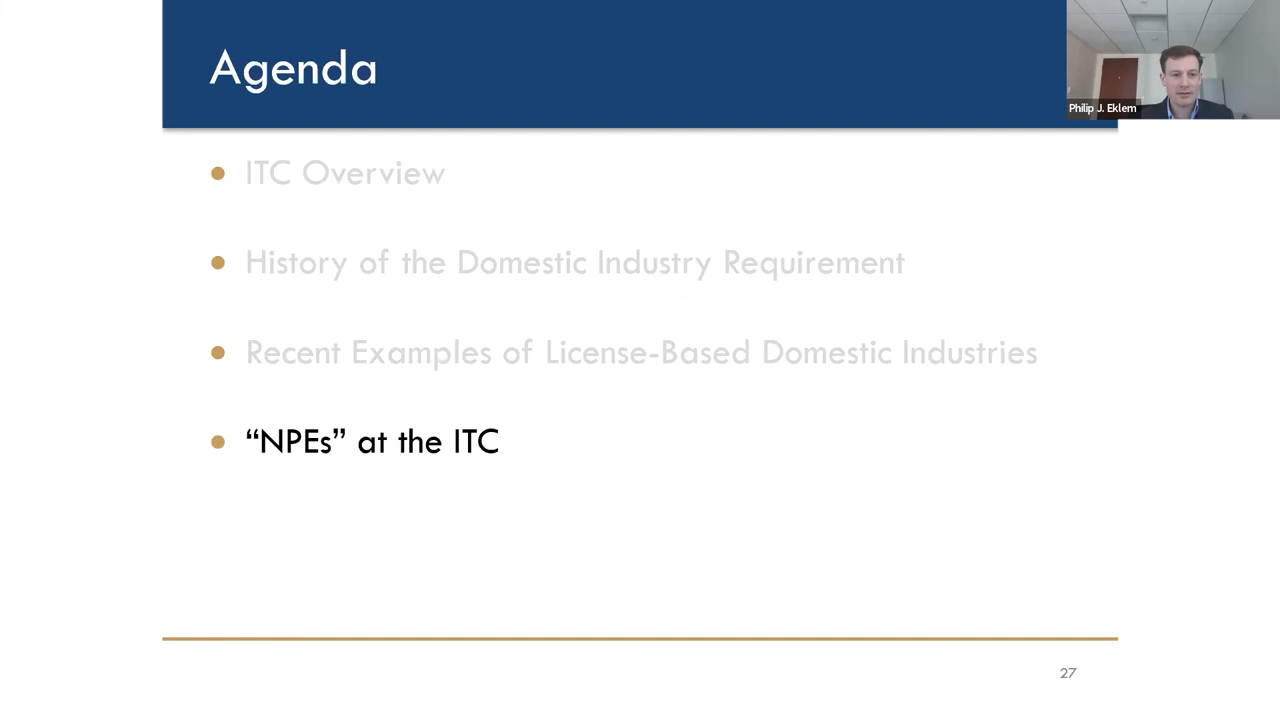 Agenda
Philip J. Eklem
ITC Overview
History of the Domestic Industry Requirement
Recent Examples of License-Based Domestic Industries
“NPEs” at the ITC
27